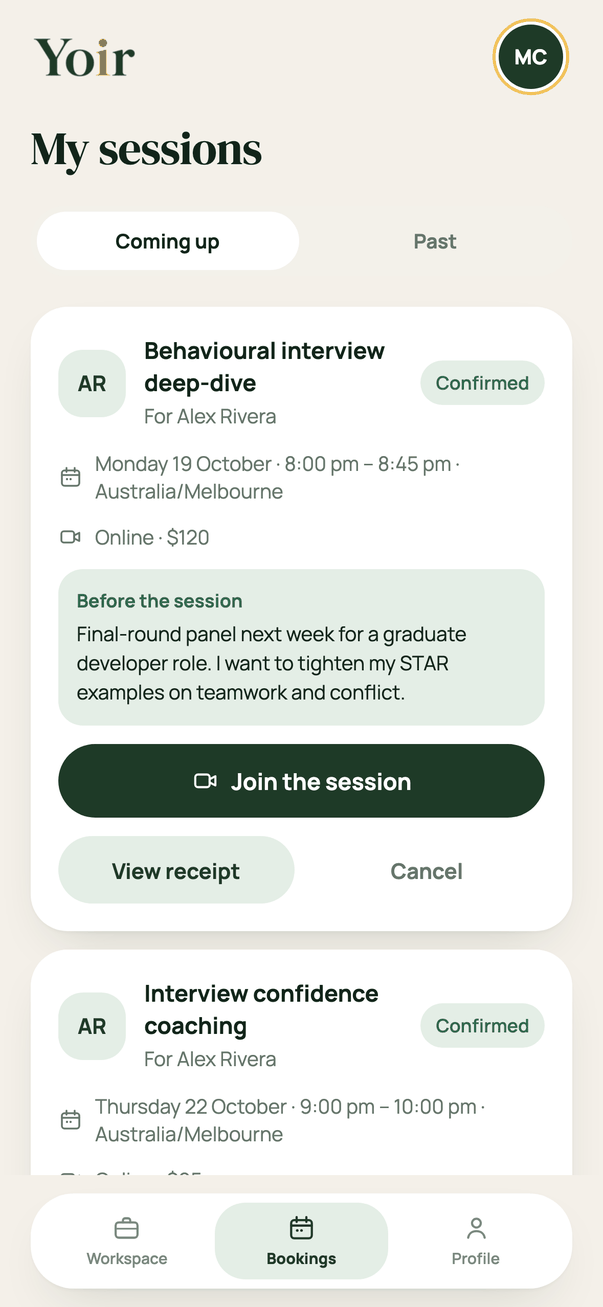 Yoir
MC
My sessions
Coming up
Past
Behavioural interview
deep-dive
AR
For Alex Rivera
Confirmed
Monday 19 October · 8:00 pm – 8:45 pm ·
Australia/Melbourne
Online · $120
Before the session
Final-round panel next week for a graduate
developer role. I want to tighten my STAR
examples on teamwork and conflict.
Join the session
View receipt
Cancel
Interview confidence
coaching
AR
For Alex Rivera
Confirmed
Thursday 22 October · 9:00 pm – 10:00 pm ·
Australia/Melbourne
Workspace
Bookings
Profile